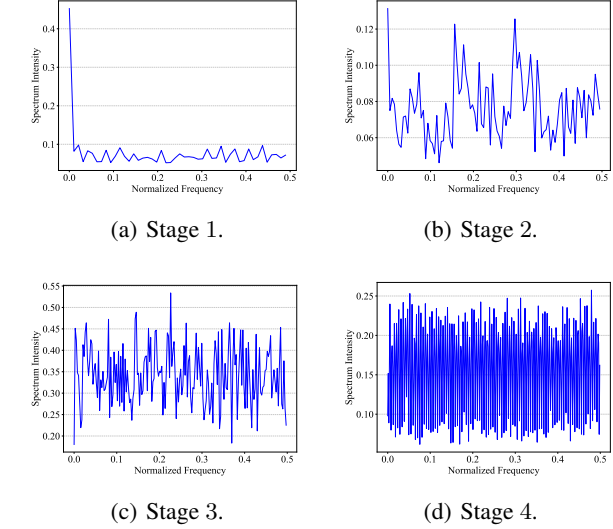 0.4
0.3
0.2
0.1
Spectrum Intensity
0.0 0.1 0.2 0.3 0.4 0.5
Normalized Frequency
(a) Stage 1.
0.12
0.10
0.08
0.06
Spectrum Intensity
0.0 0.1 0.2 0.3 0.4 0.5
Normalized Frequency
(b) Stage 2.
0.55
0.50
0.45
0.40
0.35
0.30
0.25
0.20
Spectrum Intensity
0.0 0.1 0.2 0.3 0.4 0.5
Normalized Frequency
(c) Stage 3.
0.25
0.20
0.15
0.10
Spectrum Intensity
0.0 0.1 0.2 0.3 0.4 0.5
Normalized Frequency
(d) Stage 4.